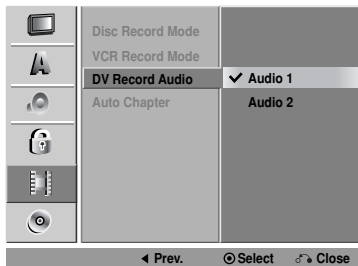 Disc Record Mode
VCR Record Mode
DV Record Audio ✔ Audio 1
Auto Chapter Audio 2
◀ Prev. Select Close